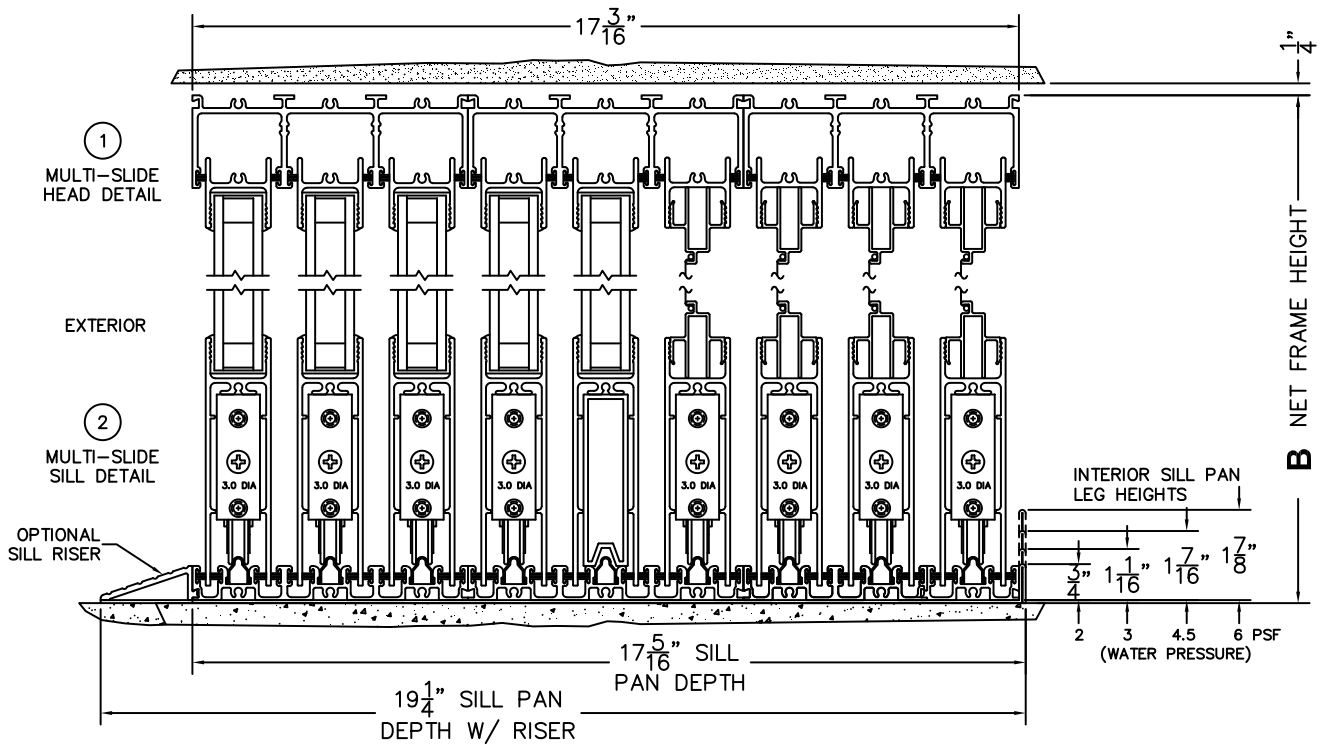 17 3/16"
1/4"
1
MULTI-SLIDE
HEAD DETAIL
EXTERIOR
B NET FRAME HEIGHT
2
MULTI-SLIDE
SILL DETAIL
3.0 DIA 3.0 DIA 3.0 DIA 3.0 DIA 3.0 DIA 3.0 DIA 3.0 DIA 3.0 DIA
INTERIOR SILL PAN
LEG HEIGHTS
OPTIONAL
SILL RISER
3/4" 1 1/16" 1 7/16" 1 7/8"
2 3 4.5 6 PSF
(WATER PRESSURE)
17 5/16" SILL
PAN DEPTH
19 1/4" SILL PAN
DEPTH W/ RISER